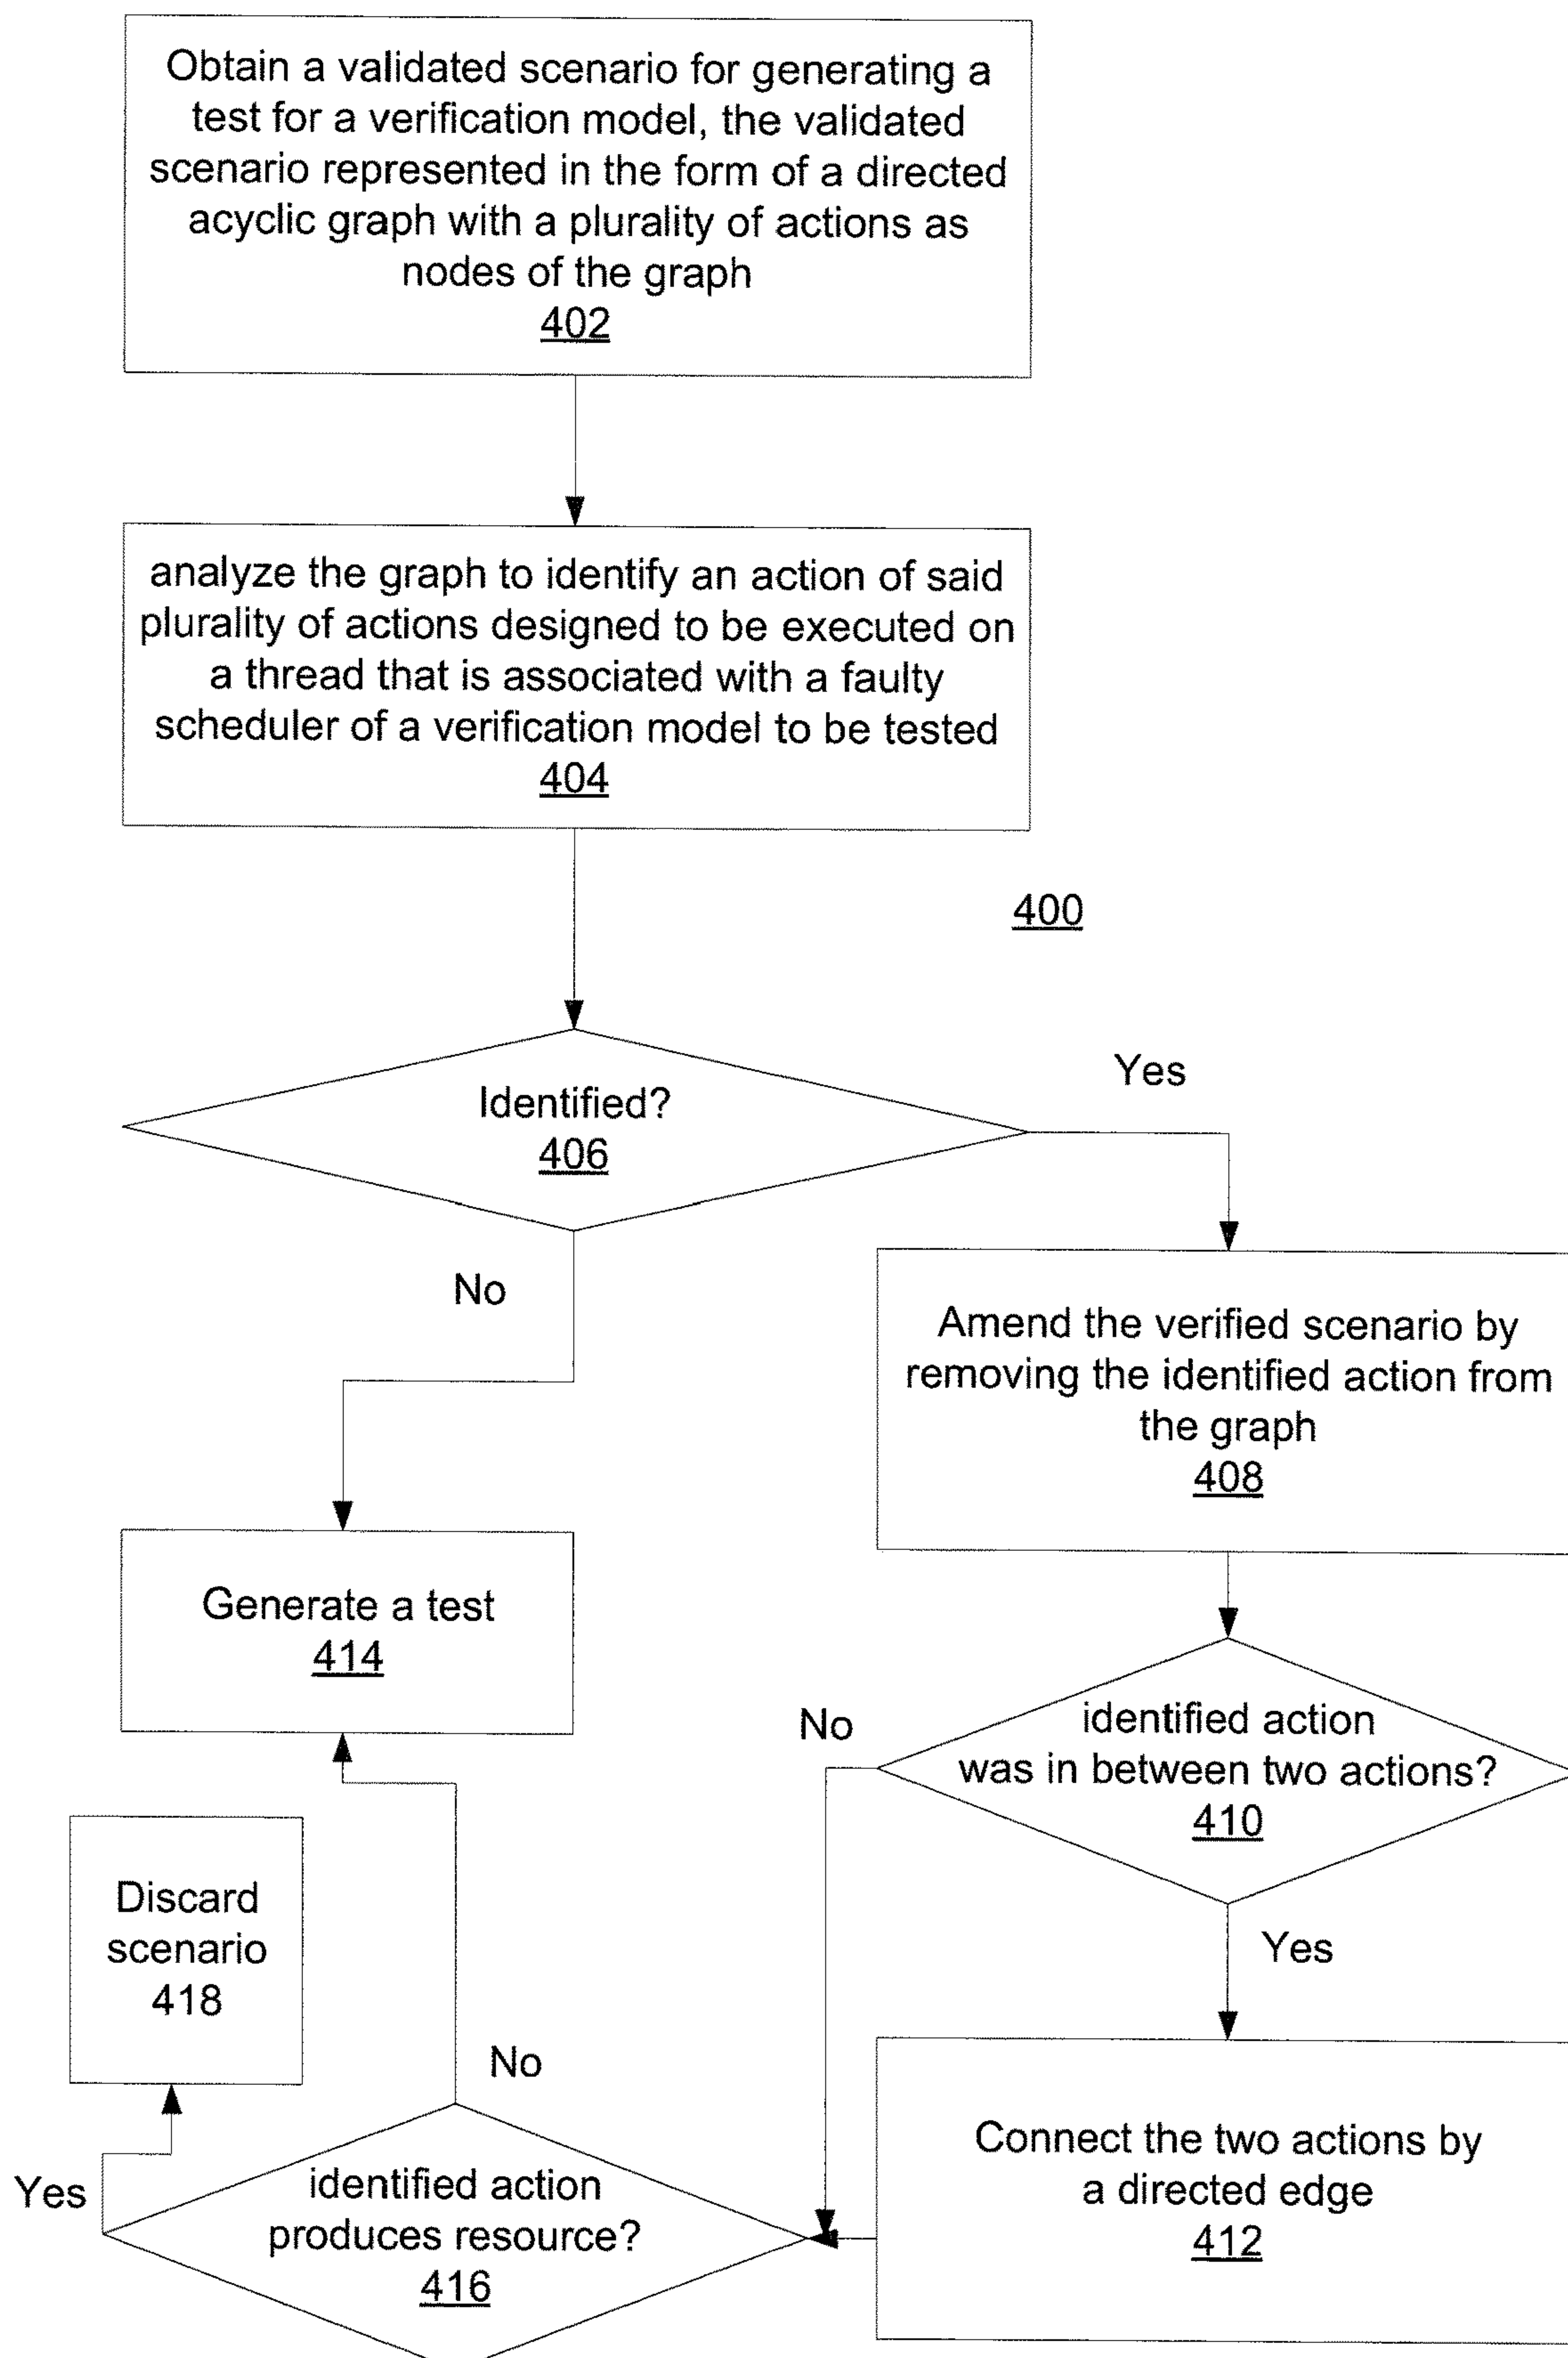 Obtain a validated scenario for generating a
test for a verification model, the validated
scenario represented in the form of a directed
acyclic graph with a plurality of actions as
nodes of the graph
402
analyze the graph to identify an action of said
plurality of actions designed to be executed on
a thread that is associated with a faulty
scheduler of a verification model to be tested
404
400
Identified?
406
Yes
No
Amend the verified scenario by
removing the identified action from
the graph
408
Generate a test
414
identified action
was in between two actions?
410
No
Yes
Discard
scenario
418
Connect the two actions by
a directed edge
412
No
Yes
identified action
produces resource?
416